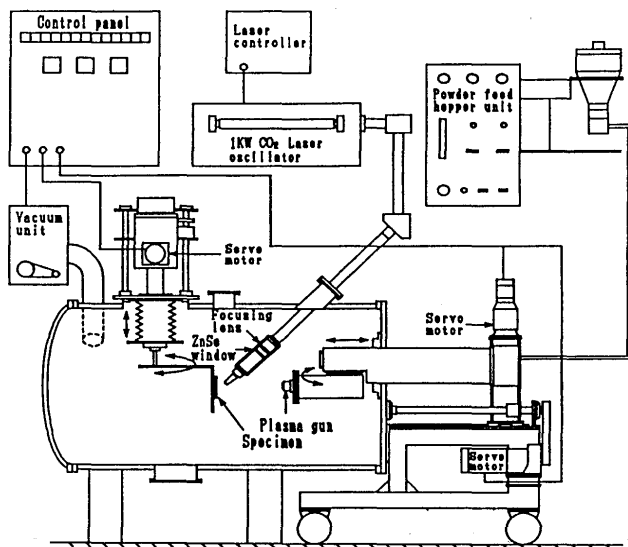 Control panel
Laser
controller
Powder feed
hopper unit
1KW CO₂ Laser
oscillator
Vacuum
unit
Servo
motor
Focusing
lens
ZnSe
window
Servo
motor
Plasma gun
Specimen
Servo
motor